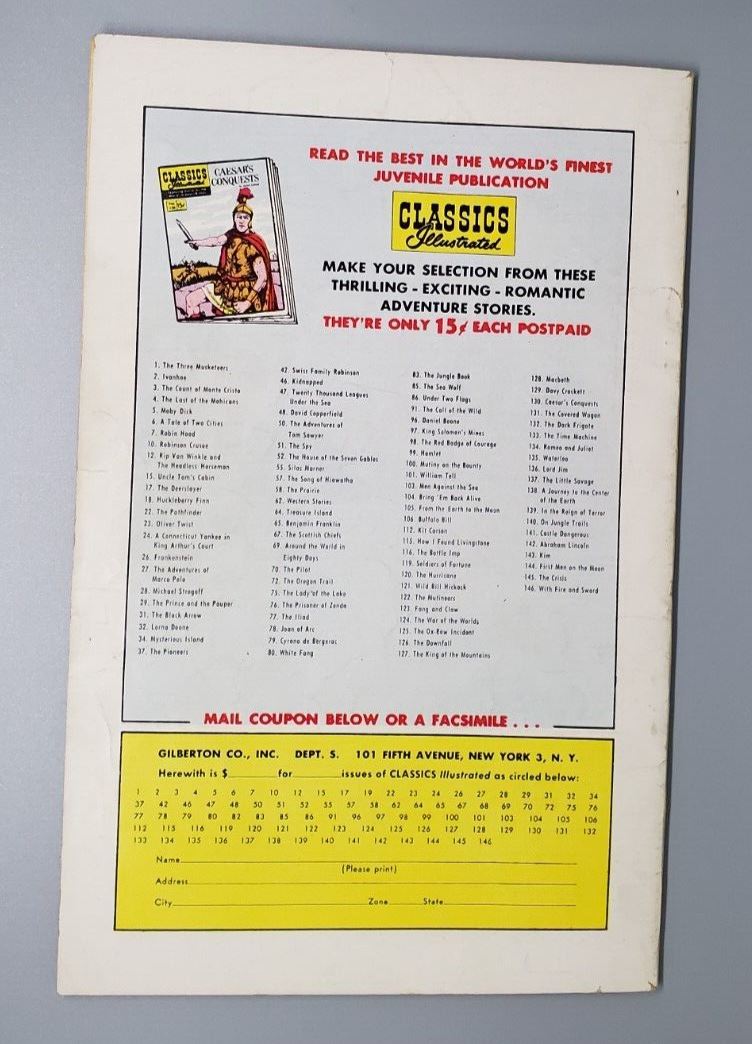 CLASSICS
Illustrated
CAESAR'S
CONQUESTS
15¢
READ THE BEST IN THE WORLD'S FINEST
JUVENILE PUBLICATION
CLASSICS
Illustrated
MAKE YOUR SELECTION FROM THESE
THRILLING - EXCITING - ROMANTIC
ADVENTURE STORIES.
THEY'RE ONLY 15¢ EACH POSTPAID
1. The Three Musketeers
2. Ivanhoe
3. The Count of Monte Cristo
4. The Last of the Mohicans
5. Moby Dick
6. A Tale of Two Cities
7. Robin Hood
10. Robinson Crusoe
12. Rip Van Winkle and
The Headless Horseman
15. Uncle Tom's Cabin
17. The Deerslayer
18. Huckleberry Finn
22. The Pathfinder
23. Oliver Twist
24. A Connecticut Yankee in
King Arthur's Court
26. Frankenstein
27. The Adventures of
Marco Polo
28. Michael Strogoff
29. The Prince and the Pauper
31. The Black Arrow
32. Lorna Doone
34. Mysterious Island
37. The Pioneers
42. Swiss Family Robinson
46. Kidnapped
47. Twenty Thousand Leagues
Under the Sea
48. David Copperfield
50. The Adventures of
Tom Sawyer
51. The Spy
52. The House of the Seven Gables
55. Silas Marner
57. The Song of Hiawatha
58. The Prairie
62. Western Stories
64. Treasure Island
65. Benjamin Franklin
67. The Scottish Chiefs
69. Around the World in
Eighty Days
70. The Pilot
72. The Oregon Trail
75. The Lady of the Lake
76. The Prisoner of Zenda
77. The Iliad
78. Joan of Arc
79. Cyrano de Bergerac
80. White Fang
83. The Jungle Book
85. The Sea Wolf
86. Under Two Flags
91. The Call of the Wild
96. Daniel Boone
97. King Solomon's Mines
98. The Red Badge of Courage
99. Hamlet
100. Mutiny on the Bounty
101. William Tell
103. Men Against the Sea
104. Bring 'Em Back Alive
105. From the Earth to the Moon
106. Buffalo Bill
112. Kit Carson
115. How I Found Livingstone
116. The Bottle Imp
119. Soldiers of Fortune
120. The Hurricane
121. Wild Bill Hickock
122. The Mutineers
123. Fang and Claw
124. The War of the Worlds
125. The Ox-Bow Incident
126. The Downfall
127. The King of the Mountains
128. Macbeth
129. Davy Crockett
130. Caesar's Conquests
131. The Covered Wagon
132. The Dark Frigate
133. The Time Machine
134. Romeo and Juliet
135. Waterloo
136. Lord Jim
137. The Little Savage
138. A Journey to the Center
of the Earth
139. In the Reign of Terror
140. On Jungle Trails
141. Castle Dangerous
142. Abraham Lincoln
143. Kim
144. First Men on the Moon
145. The Crisis
146. With Fire and Sword
MAIL COUPON BELOW OR A FACSIMILE . . .
GILBERTON CO., INC. DEPT. S. 101 FIFTH AVENUE, NEW YORK 3, N. Y.
Herewith is $ for issues of CLASSICS Illustrated as circled below:
1 2 3 4 5 6 7 10 12 15 17 18 22 23 24 26 27 28 29 31 32 34
37 42 46 47 48 50 51 52 55 57 58 62 64 65 67 68 69 70 72 75 76
77 78 79 80 82 83 85 86 91 96 97 98 99 100 101 103 104 105 106
112 115 116 119 120 121 122 123 124 125 126 127 128 129 130 131 132
133 134 135 136 137 138 139 140 141 142 143 144 145 146
Name
(Please print)
Address
City Zone State